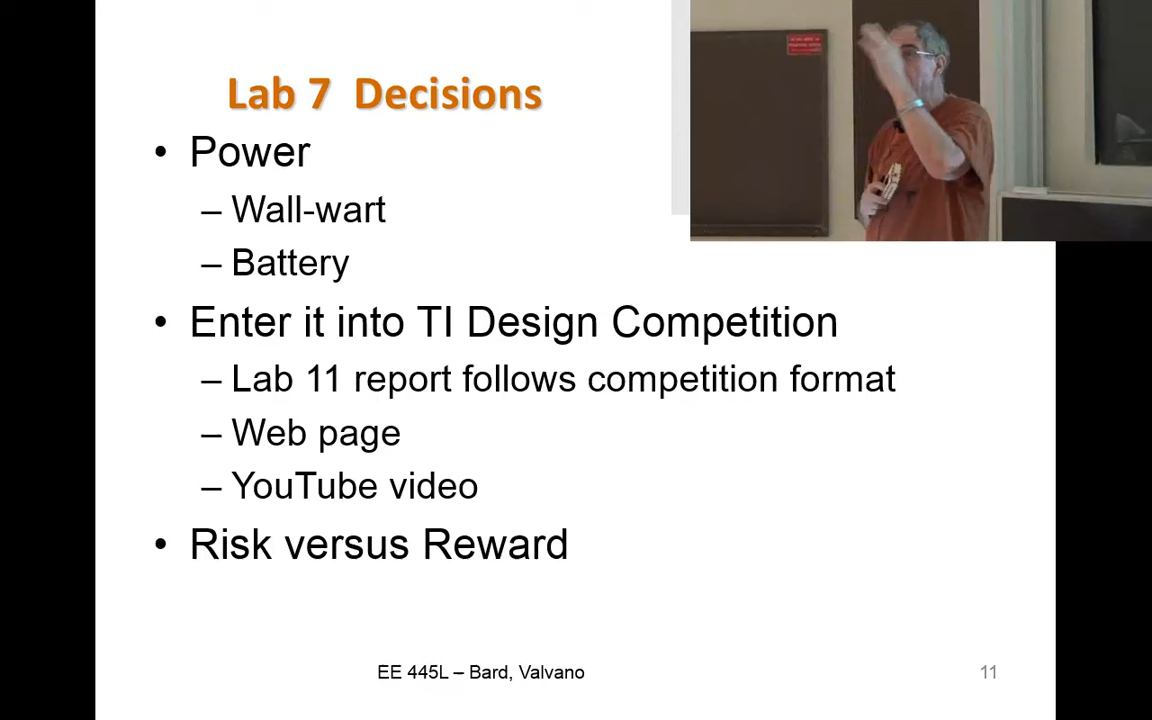 Lab 7 Decisions
• Power
– Wall-wart
– Battery
• Enter it into TI Design Competition
– Lab 11 report follows competition format
– Web page
– YouTube video
• Risk versus Reward
EE 445L – Bard, Valvano
11